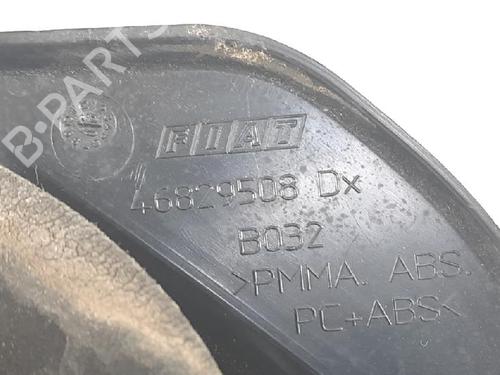 B-PARTS
FIAT
46829508 Dx
B032
>PMMA. ABS.
PC+ABS<